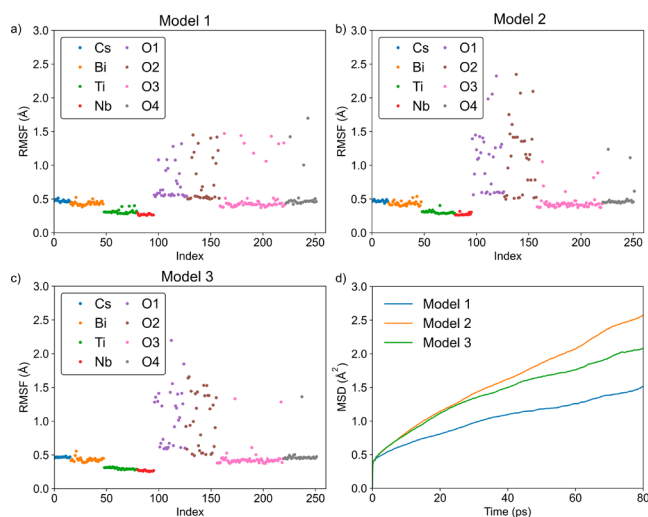 Model 1
a)
3.0
2.5
2.0
1.5
1.0
0.5
0.0
RMSF (Å)
Cs
Bi
Ti
Nb
O1
O2
O3
O4
0 50 100 150 200 250
Index
Model 2
b)
3.0
2.5
2.0
1.5
1.0
0.5
0.0
RMSF (Å)
Cs
Bi
Ti
Nb
O1
O2
O3
O4
0 50 100 150 200 250
Index
Model 3
c)
3.0
2.5
2.0
1.5
1.0
0.5
0.0
RMSF (Å)
Cs
Bi
Ti
Nb
O1
O2
O3
O4
0 50 100 150 200 250
Index
d)
3.0
2.5
2.0
1.5
1.0
0.5
0.0
MSD (Å²)
Model 1
Model 2
Model 3
0 20 40 60 80
Time (ps)